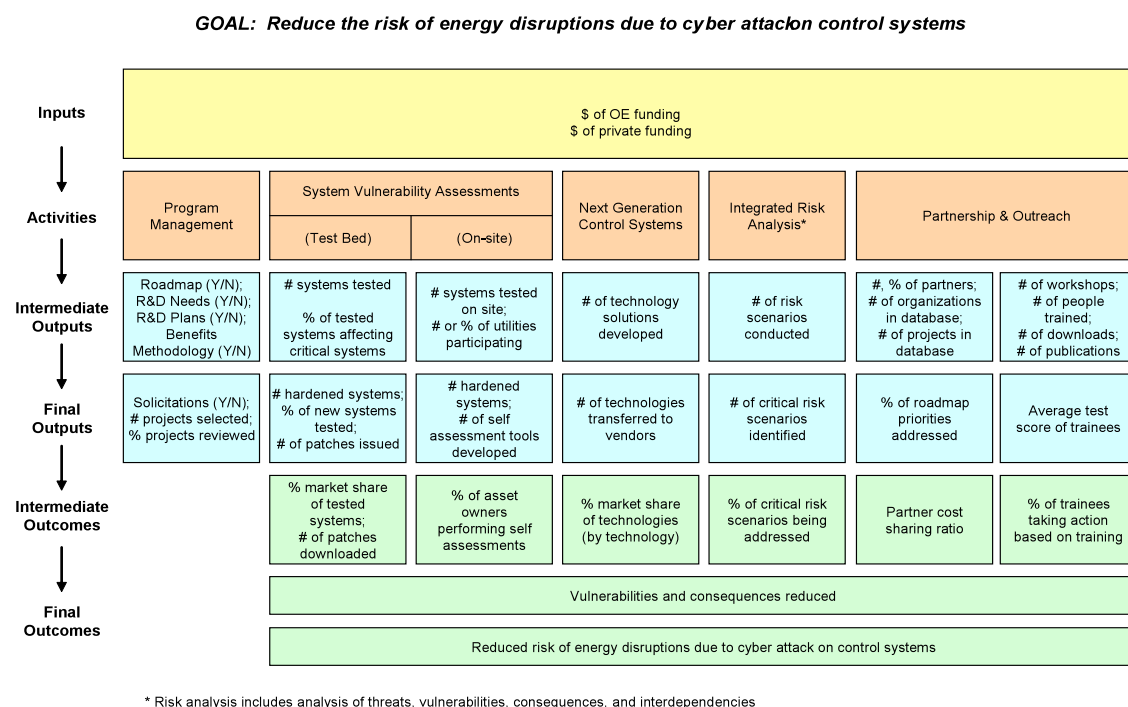 GOAL:  Reduce the risk of energy disruptions due to cyber attackon control systems
Inputs
$ of OE funding
$ of private funding
Activities
Program
Management
System Vulnerability Assessments
(Test Bed)
(On-site)
Next Generation
Control Systems
Integrated Risk
Analysis*
Partnership & Outreach
Intermediate
Outputs
Roadmap (Y/N);
R&D Needs (Y/N);
R&D Plans (Y/N);
Benefits
Methodology (Y/N)
# systems tested
% of tested
systems affecting
critical systems
# systems tested
on site;
# or % of utilities
participating
# of technology
solutions
developed
# of risk
scenarios
conducted
#, % of partners;
# of organizations
in database;
# of projects in
database
# of workshops;
# of people
trained;
# of downloads;
# of publications
Final
Outputs
Solicitations (Y/N);
# projects selected;
% projects reviewed
# hardened systems;
% of new systems
tested;
# of patches issued
# hardened
systems;
# of self
assessment tools
developed
# of technologies
transferred to
vendors
# of critical risk
scenarios
identified
% of roadmap
priorities
addressed
Average test
score of trainees
Intermediate
Outcomes
% market share
of tested
systems;
# of patches
downloaded
% of asset
owners
performing self
assessments
% market share
of technologies
(by technology)
% of critical risk
scenarios being
addressed
Partner cost
sharing ratio
% of trainees
taking action
based on training
Final
Outcomes
Vulnerabilities and consequences reduced
Reduced risk of energy disruptions due to cyber attack on control systems
* Risk analysis includes analysis of threats, vulnerabilities, consequences, and interdependencies